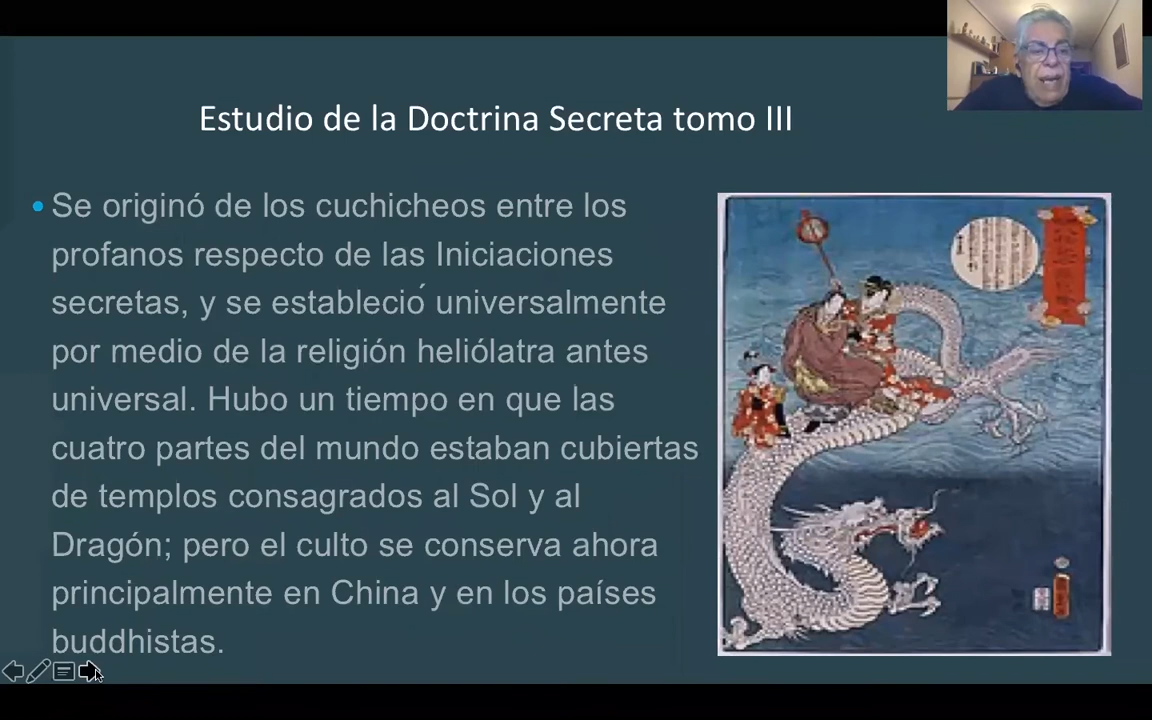 Estudio de la Doctrina Secreta tomo III
• Se originó de los cuchicheos entre los
profanos respecto de las Iniciaciones
secretas, y se estableció universalmente
por medio de la religión heliólatra antes
universal. Hubo un tiempo en que las
cuatro partes del mundo estaban cubiertas
de templos consagrados al Sol y al
Dragón; pero el culto se conserva ahora
principalmente en China y en los países
buddhistas.